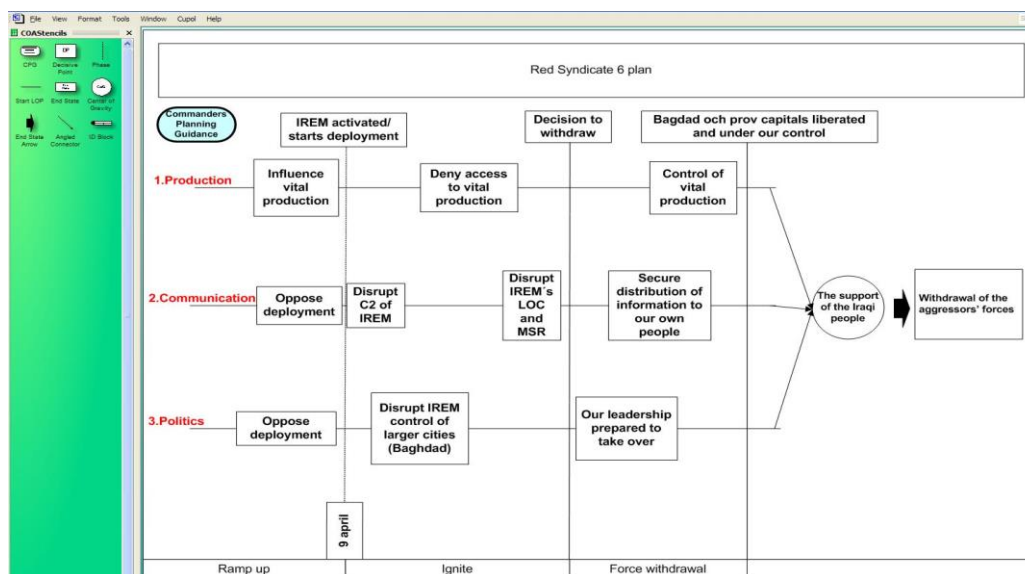 File View Format Tools Window Cupol Help
COAStencils
CPG
Decisive
Point
Phase
Start LOP
End State
Center of
Gravity
End State
Arrow
Angled
Connector
ID Block
DP
Red Syndicate 6 plan
Commanders
Planning
Guidance
IREM activated/
starts deployment
Decision to
withdraw
Bagdad och prov capitals liberated
and under our control
1.Production
Influence
vital
production
Deny access
to vital
production
Control of
vital
production
2.Communication
Oppose
deployment
Disrupt
C2 of
IREM
Disrupt
IREM´s
LOC
and
MSR
Secure
distribution of
information to
our own
people
The support
of the Iraqi
people
Withdrawal of the
aggressors' forces
3.Politics
Oppose
deployment
Disrupt IREM
control of
larger cities
(Baghdad)
Our leadership
prepared to
take over
9 april
Ramp up
Ignite
Force withdrawal